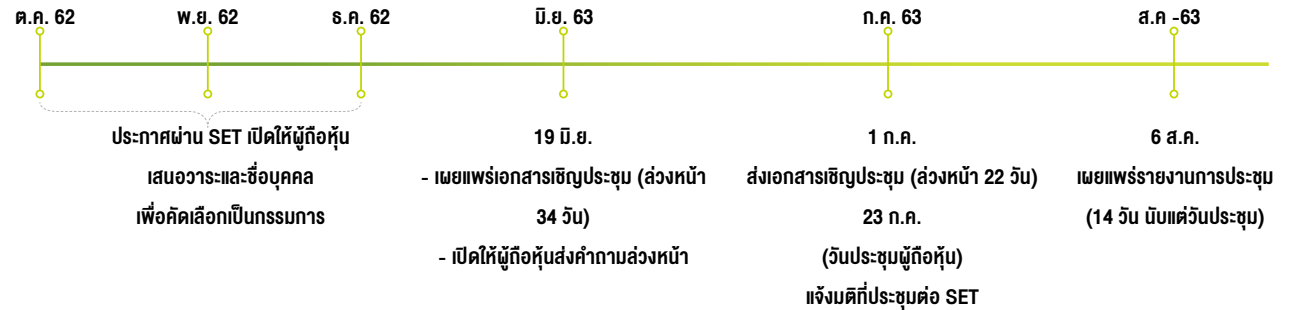 ต.ค. 62
พ.ย. 62
ธ.ค. 62
มิ.ย. 63
ก.ค. 63
ส.ค -63
ประกาศผ่าน SET เปิดให้ผู้ถือหุ้น
เสนอวาระและชื่อบุคคล
เพื่อคัดเลือกเป็นกรรมการ
19 มิ.ย.
- เผยแพร่เอกสารเชิญประชุม (ล่วงหน้า
34 วัน)
- เปิดให้ผู้ถือหุ้นส่งคำถามล่วงหน้า
1 ก.ค.
ส่งเอกสารเชิญประชุม (ล่วงหน้า 22 วัน)
23 ก.ค.
(วันประชุมผู้ถือหุ้น)
แจ้งมติที่ประชุมต่อ SET
6 ส.ค.
เผยแพร่รายงานการประชุม
(14 วัน นับแต่วันประชุม)